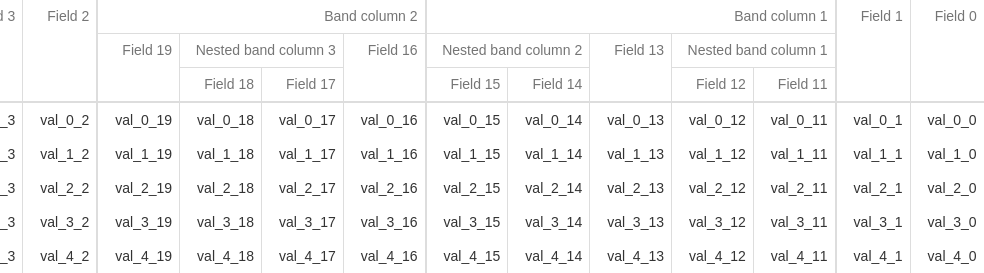 d 3 Field 2 Band column 2 Band column 1 Field 1 Field 0
Field 19 Nested band column 3 Field 16 Nested band column 2 Field 13 Nested band column 1
Field 18 Field 17 Field 15 Field 14 Field 12 Field 11
_3 val_0_2 val_0_19 val_0_18 val_0_17 val_0_16 val_0_15 val_0_14 val_0_13 val_0_12 val_0_11 val_0_1 val_0_0
_3 val_1_2 val_1_19 val_1_18 val_1_17 val_1_16 val_1_15 val_1_14 val_1_13 val_1_12 val_1_11 val_1_1 val_1_0
_3 val_2_2 val_2_19 val_2_18 val_2_17 val_2_16 val_2_15 val_2_14 val_2_13 val_2_12 val_2_11 val_2_1 val_2_0
_3 val_3_2 val_3_19 val_3_18 val_3_17 val_3_16 val_3_15 val_3_14 val_3_13 val_3_12 val_3_11 val_3_1 val_3_0
_3 val_4_2 val_4_19 val_4_18 val_4_17 val_4_16 val_4_15 val_4_14 val_4_13 val_4_12 val_4_11 val_4_1 val_4_0